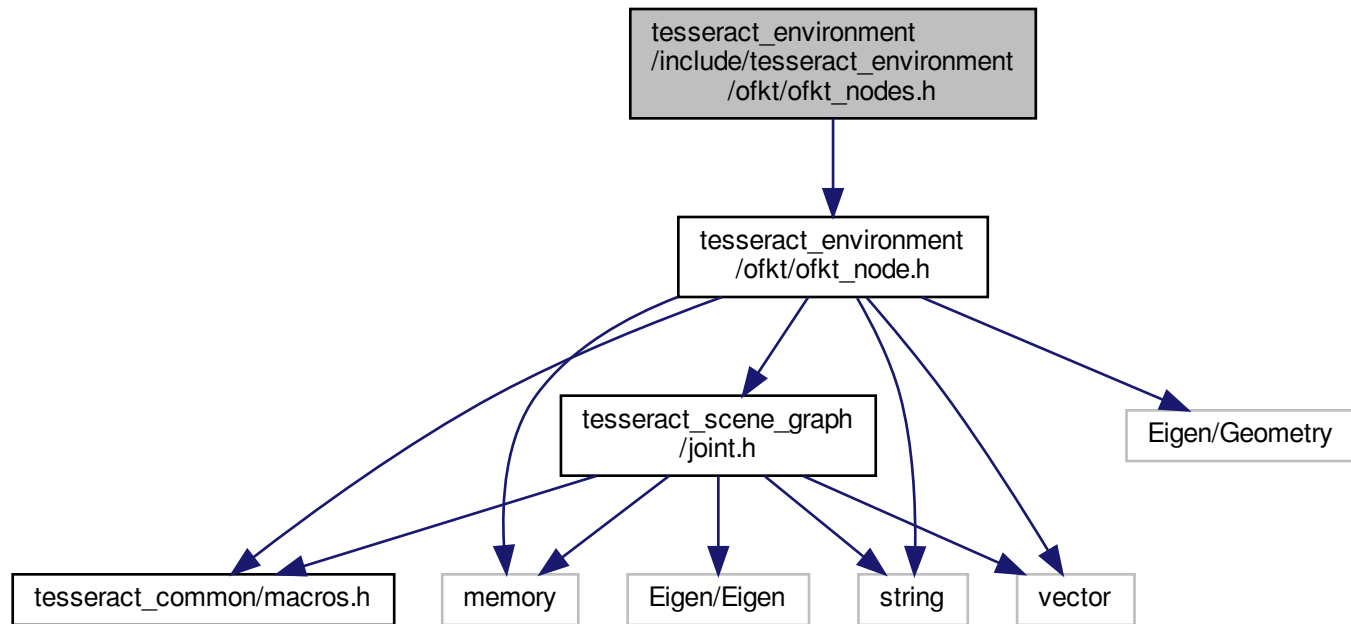 tesseract_environment
/include/tesseract_environment
/ofkt/ofkt_nodes.h
tesseract_environment
/ofkt/ofkt_node.h
tesseract_scene_graph
/joint.h
Eigen/Geometry
tesseract_common/macros.h
memory
Eigen/Eigen
string
vector